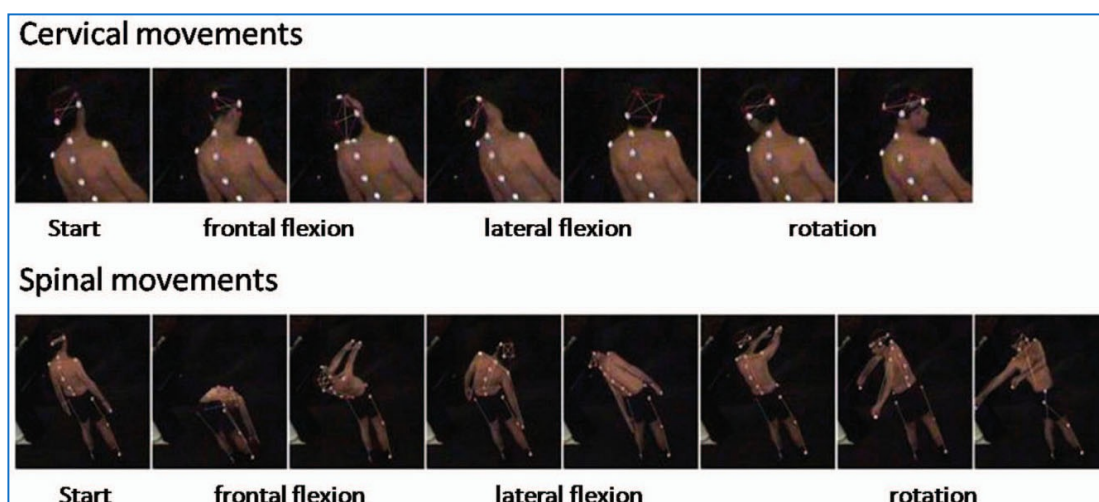 Cervical movements
Start frontal flexion lateral flexion rotation
Spinal movements
Start frontal flexion lateral flexion rotation